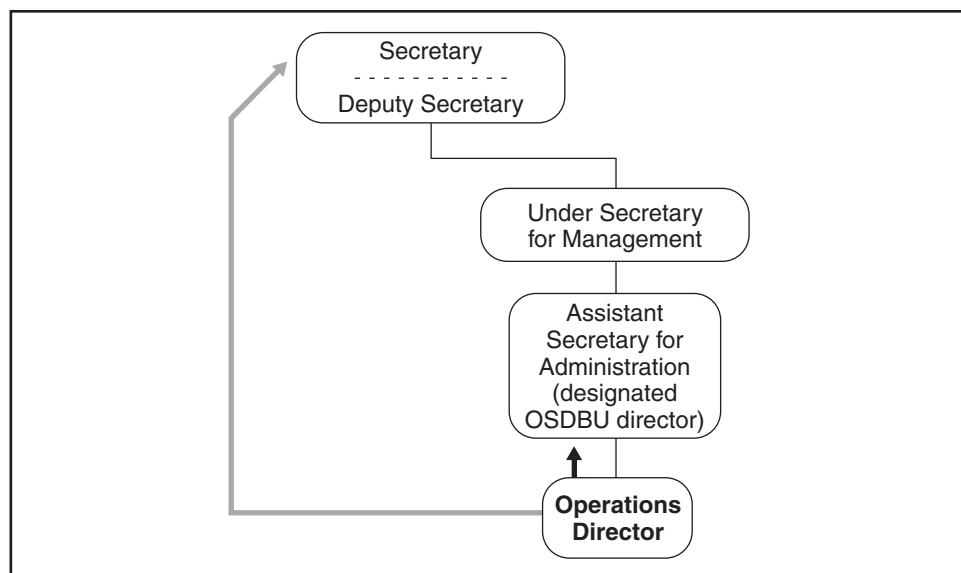 Secretary
Deputy Secretary
Under Secretary
for Management
Assistant
Secretary for
Administration
(designated
OSDBU director)
Operations
Director